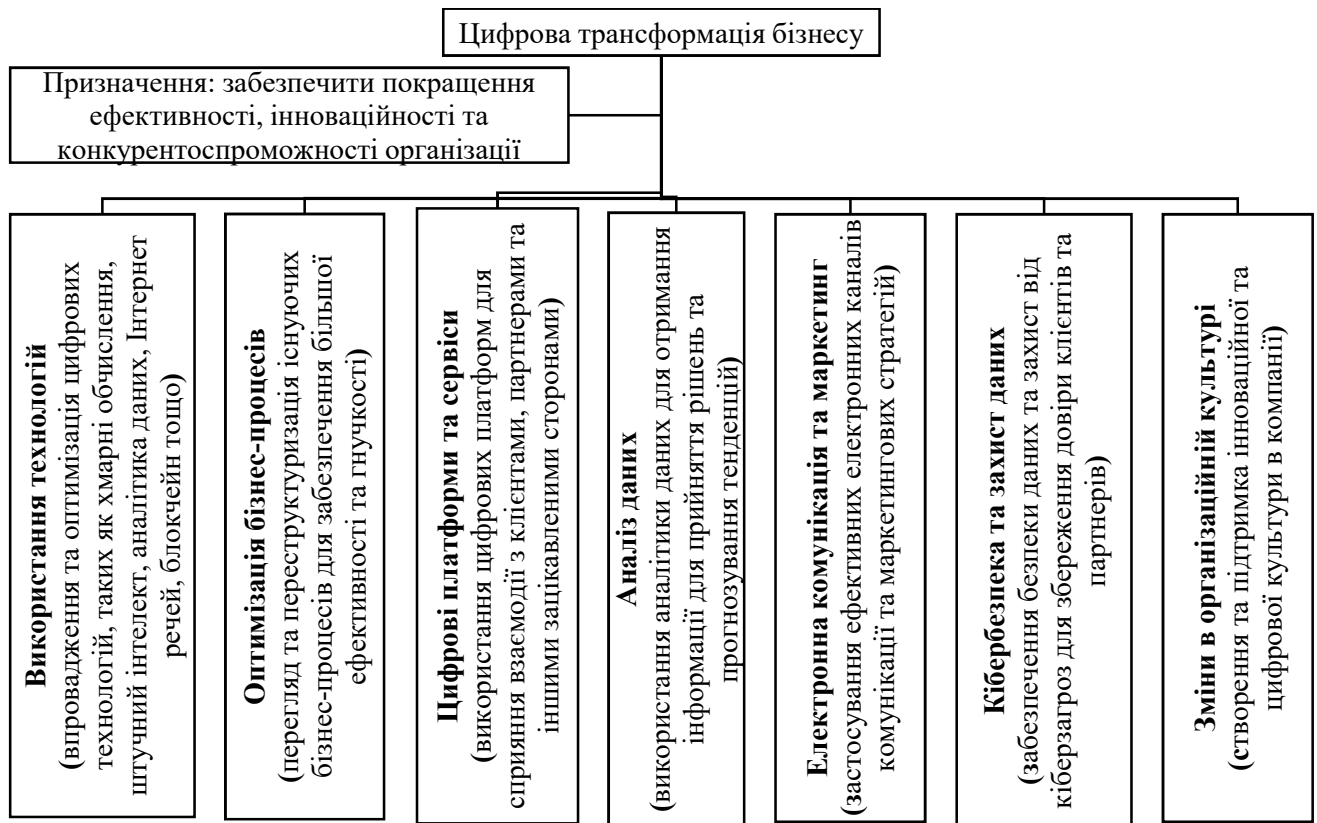 Цифрова трансформація бізнесу
Призначення: забезпечити покращення
ефективності, інноваційності та
конкурентоспроможності організації
Використання технологій
(впровадження та оптимізація цифрових
технологій, таких як хмарні обчислення,
штучний інтелект, аналітика даних, Інтернет
речей, блокчейн тощо)
Оптимізація бізнес-процесів
(перегляд та переструктуризація існуючих
бізнес-процесів для забезпечення більшої
ефективності та гнучкості)
Цифрові платформи та сервіси
(використання цифрових платформ для
сприяння взаємодії з клієнтами, партнерами та
іншими зацікавленими сторонами)
Аналіз даних
(використання аналітики даних для отримання
інформації для прийняття рішень та
прогнозування тенденцій)
Електронна комунікація та маркетинг
(застосування ефективних електронних каналів
комунікації та маркетингових стратегій)
Кібербезпека та захист даних
(забезпечення безпеки даних та захист від
кіберзагроз для збереження довіри клієнтів та
партнерів)
Зміни в організаційній культурі
(створення та підтримка інноваційної та
цифрової культури в компанії)